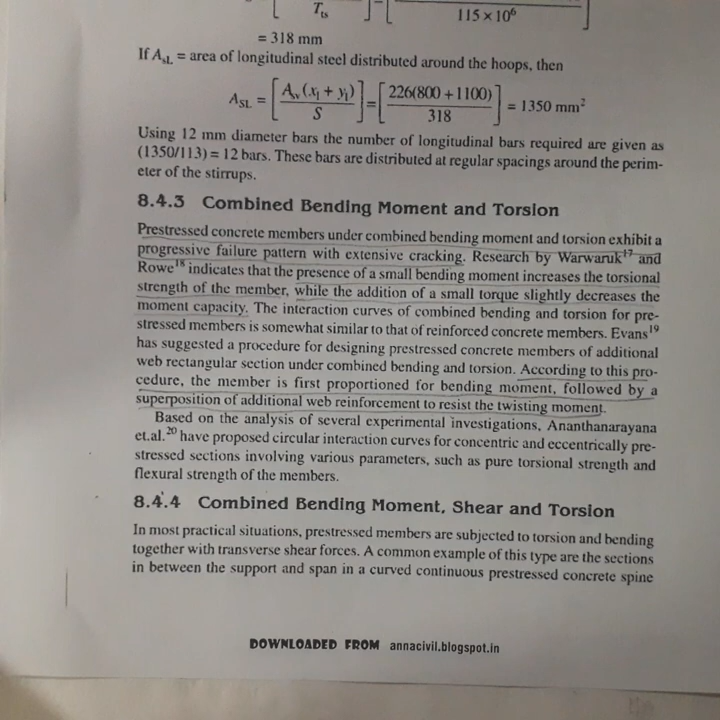 T_ts
115 × 10⁶
= 318 mm
If A_sL = area of longitudinal steel distributed around the hoops, then
A_SL = [A_sv(x₁ + y₁) / S] = [226(800 + 1100) / 318] = 1350 mm²
Using 12 mm diameter bars the number of longitudinal bars required are given as
(1350/113) = 12 bars. These bars are distributed at regular spacings around the perim-
eter of the stirrups.
8.4.3 Combined Bending Moment and Torsion
Prestressed concrete members under combined bending moment and torsion exhibit a
progressive failure pattern with extensive cracking. Research by Warwaruk¹⁷ and
Rowe¹⁸ indicates that the presence of a small bending moment increases the torsional
strength of the member, while the addition of a small torque slightly decreases the
moment capacity. The interaction curves of combined bending and torsion for pre-
stressed members is somewhat similar to that of reinforced concrete members. Evans¹⁹
has suggested a procedure for designing prestressed concrete members of additional
web rectangular section under combined bending and torsion. According to this pro-
cedure, the member is first proportioned for bending moment, followed by a
superposition of additional web reinforcement to resist the twisting moment.
Based on the analysis of several experimental investigations, Ananthanarayana
et.al.²⁰ have proposed circular interaction curves for concentric and eccentrically pre-
stressed sections involving various parameters, such as pure torsional strength and
flexural strength of the members.
8.4.4 Combined Bending Moment, Shear and Torsion
In most practical situations, prestressed members are subjected to torsion and bending
together with transverse shear forces. A common example of this type are the sections
in between the support and span in a curved continuous prestressed concrete spine
DOWNLOADED FROM annacivil.blogspot.in